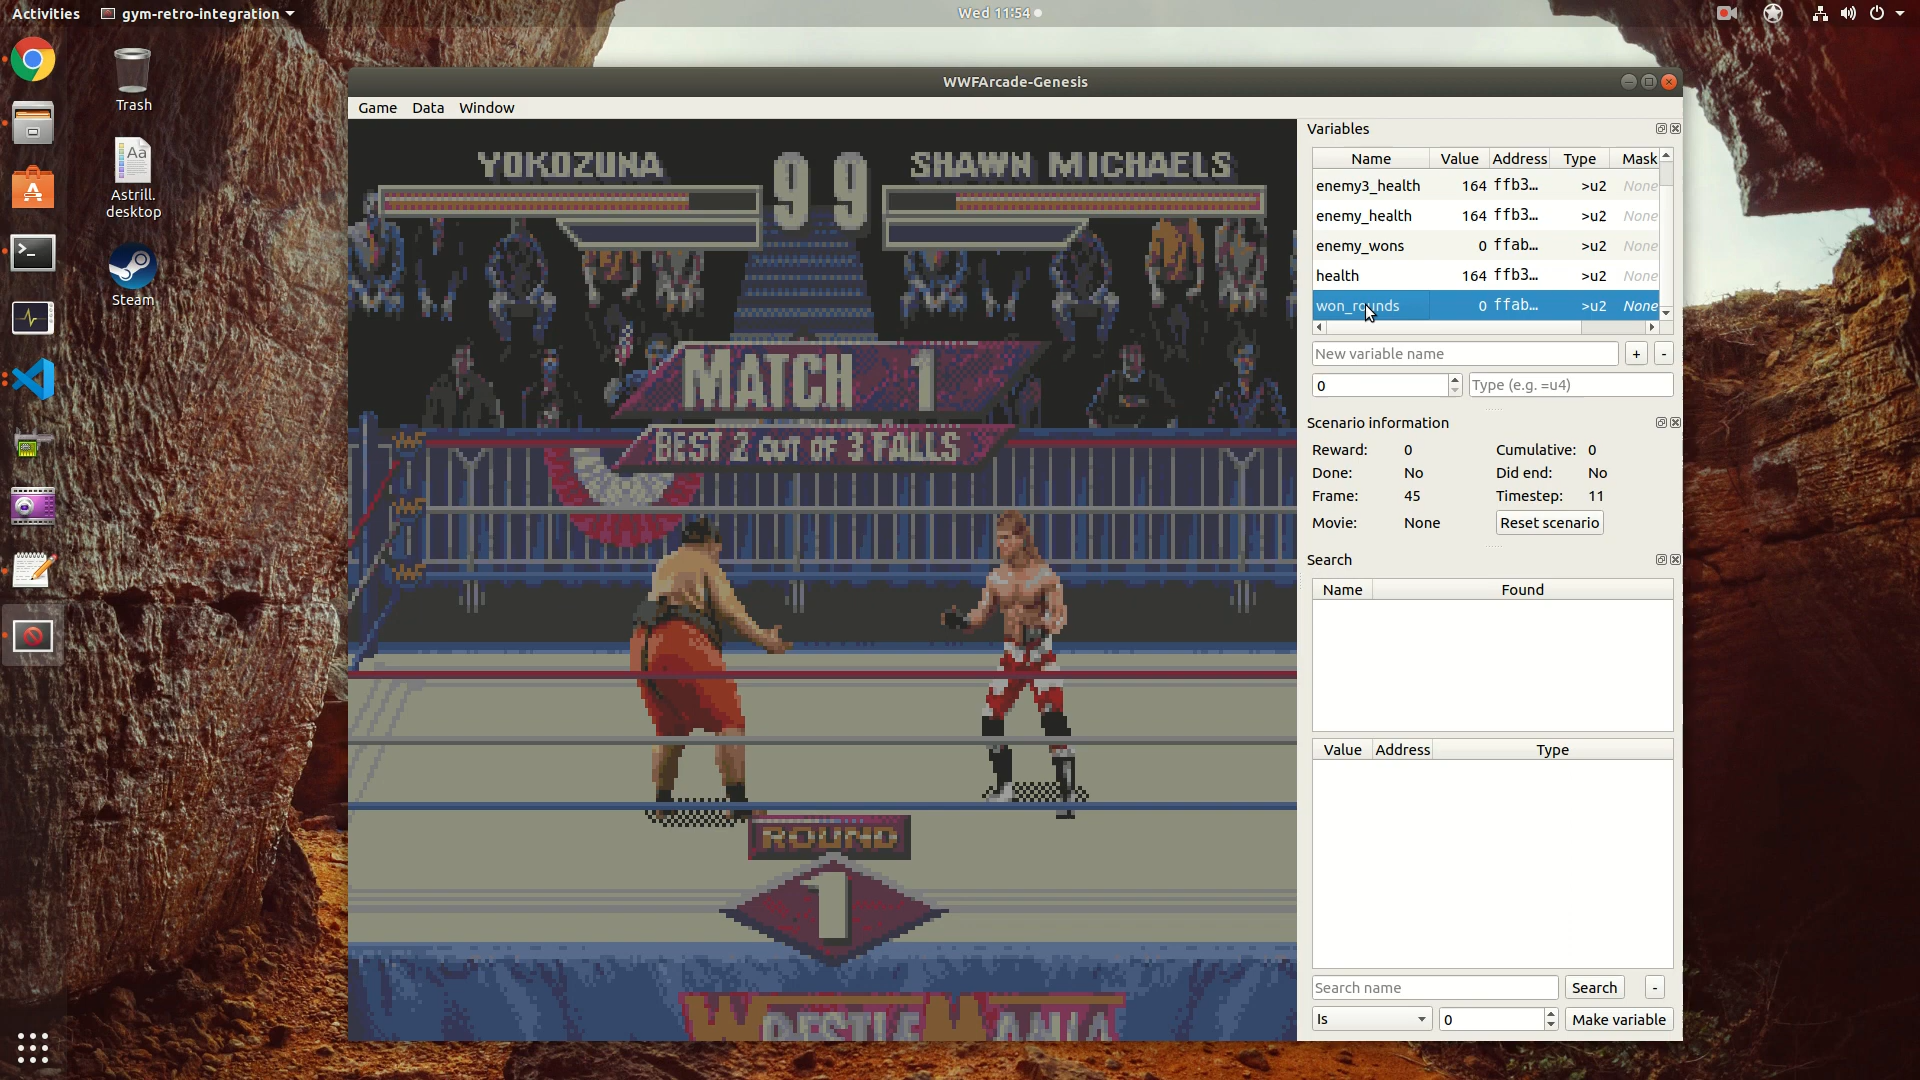 Activities
gym-retro-integration
Wed 11:54
Trash
Aa
Astrill.
desktop
Steam
WWFArcade-Genesis
Game Data Window
YOKOZUNA 99 SHAWN MICHAELS
MATCH 1
BEST 2 OUT OF 3 FALLS
ROUND
1
WRESTLEMANIA
Variables
Name Value Address Type Mask
enemy3_health 164 ffb3... >u2 None
enemy_health 164 ffb3... >u2 None
enemy_wons 0 ffab... >u2 None
health 164 ffb3... >u2 None
won_rounds 0 ffab... >u2 None
New variable name + -
0 Type (e.g. =u4)
Scenario information
Reward: 0 Cumulative: 0
Done: No Did end: No
Frame: 45 Timestep: 11
Movie: None Reset scenario
Search
Name Found
Value Address Type
Search name Search -
Is 0 Make variable